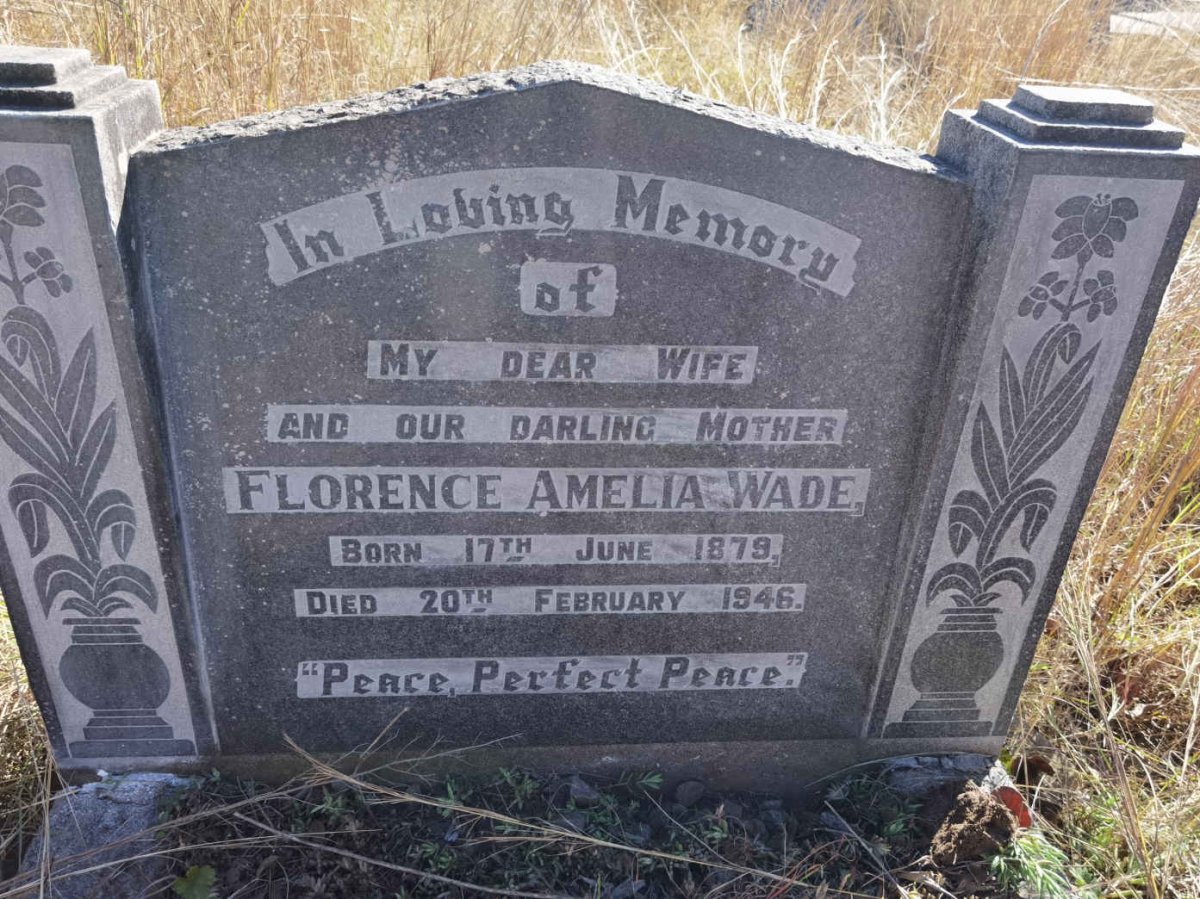 In Loving Memory
of
MY DEAR WIFE
AND OUR DARLING MOTHER
FLORENCE AMELIA WADE,
BORN 17TH JUNE 1879,
DIED 20TH FEBRUARY 1946.
"Peace, Perfect Peace."